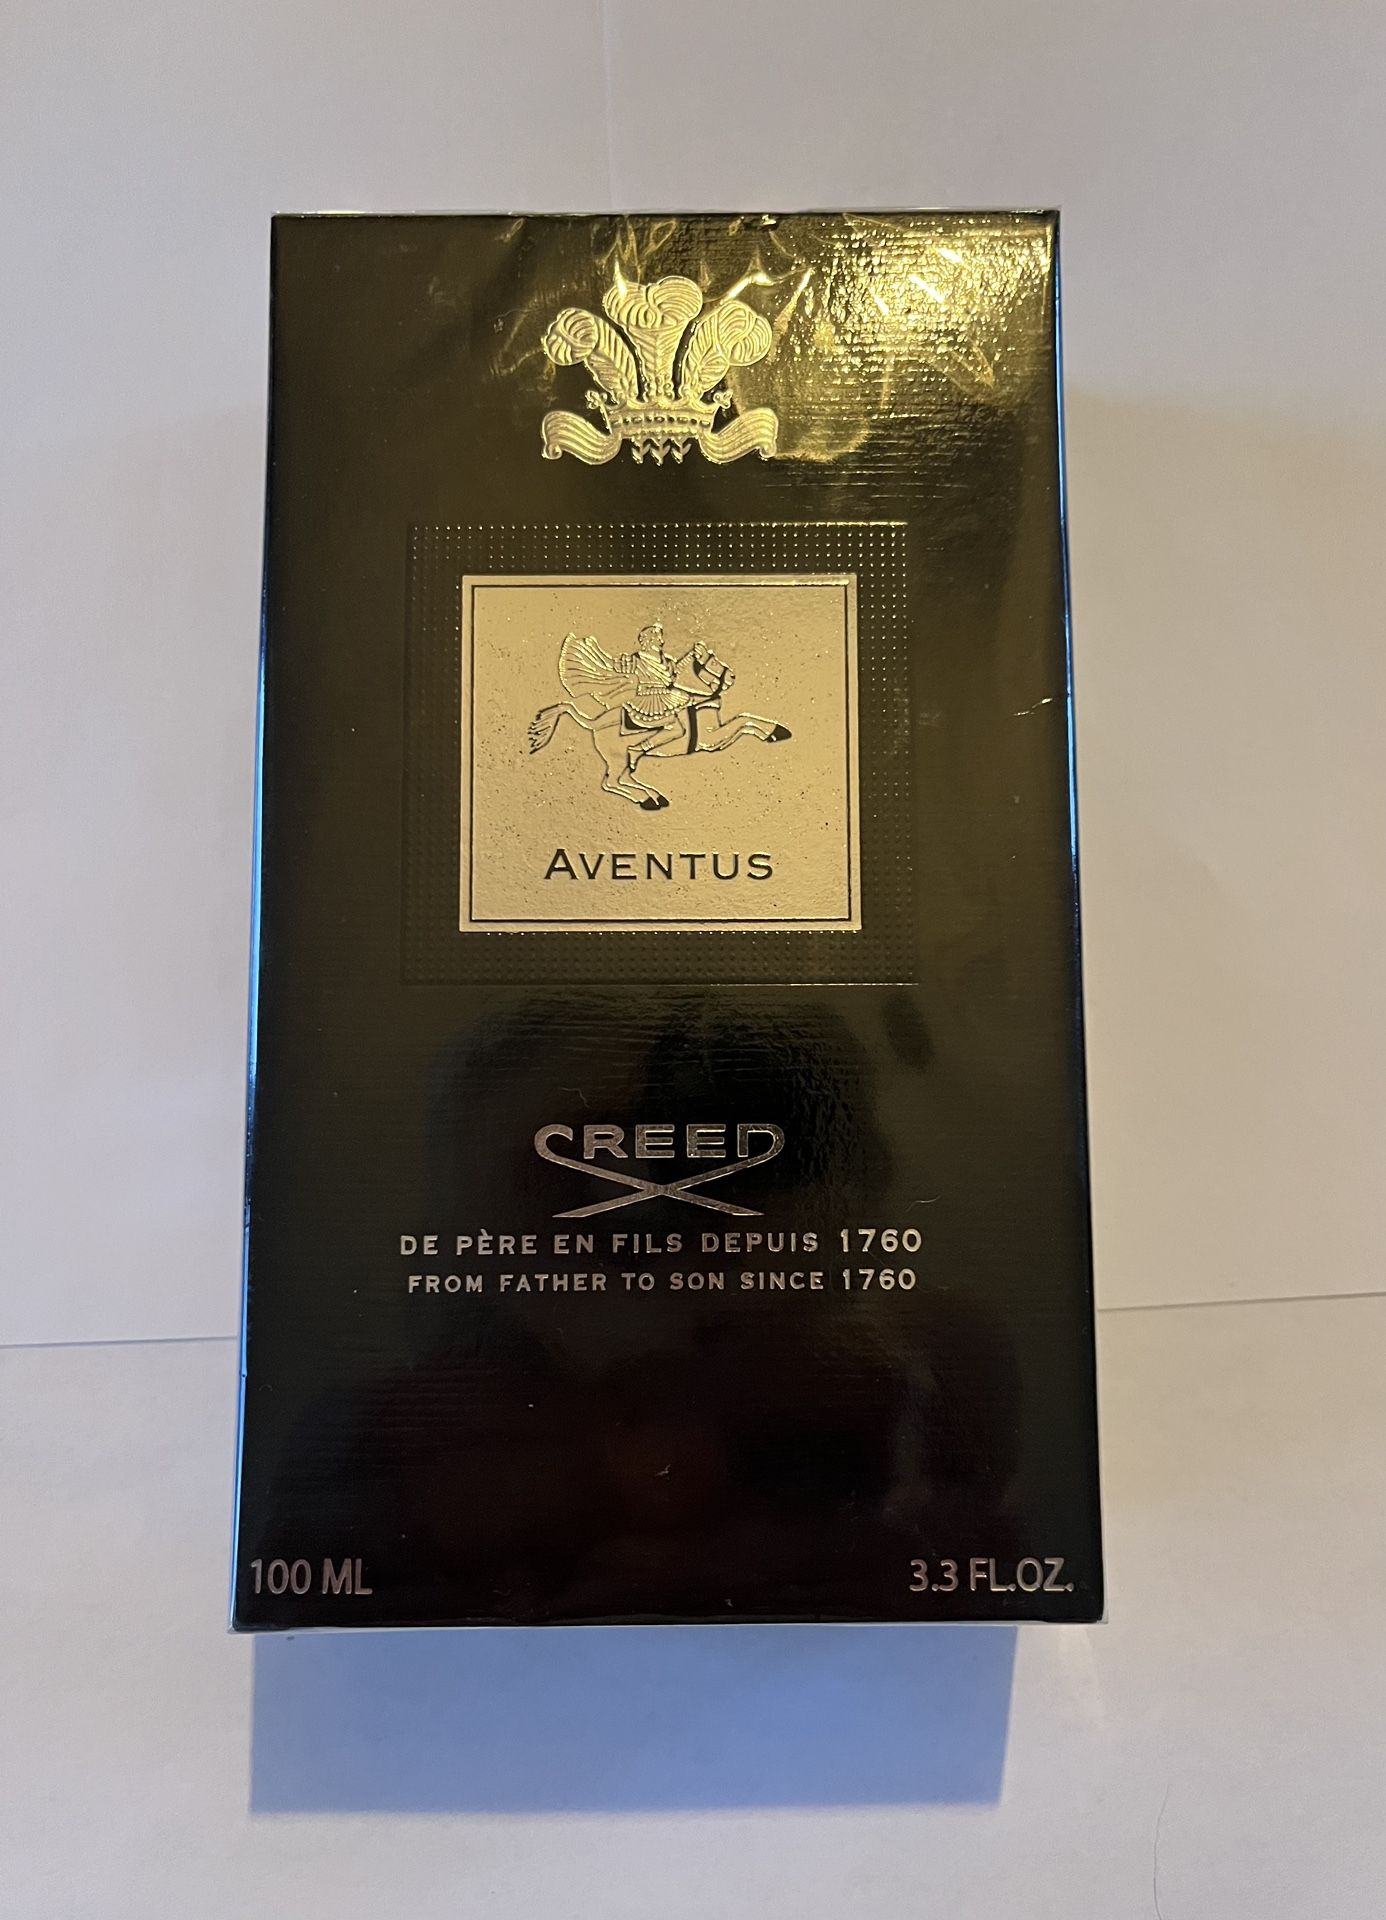 AVENTUS
CREED
DE PÈRE EN FILS DEPUIS 1760
FROM FATHER TO SON SINCE 1760
100 ML 3.3 FL.OZ.